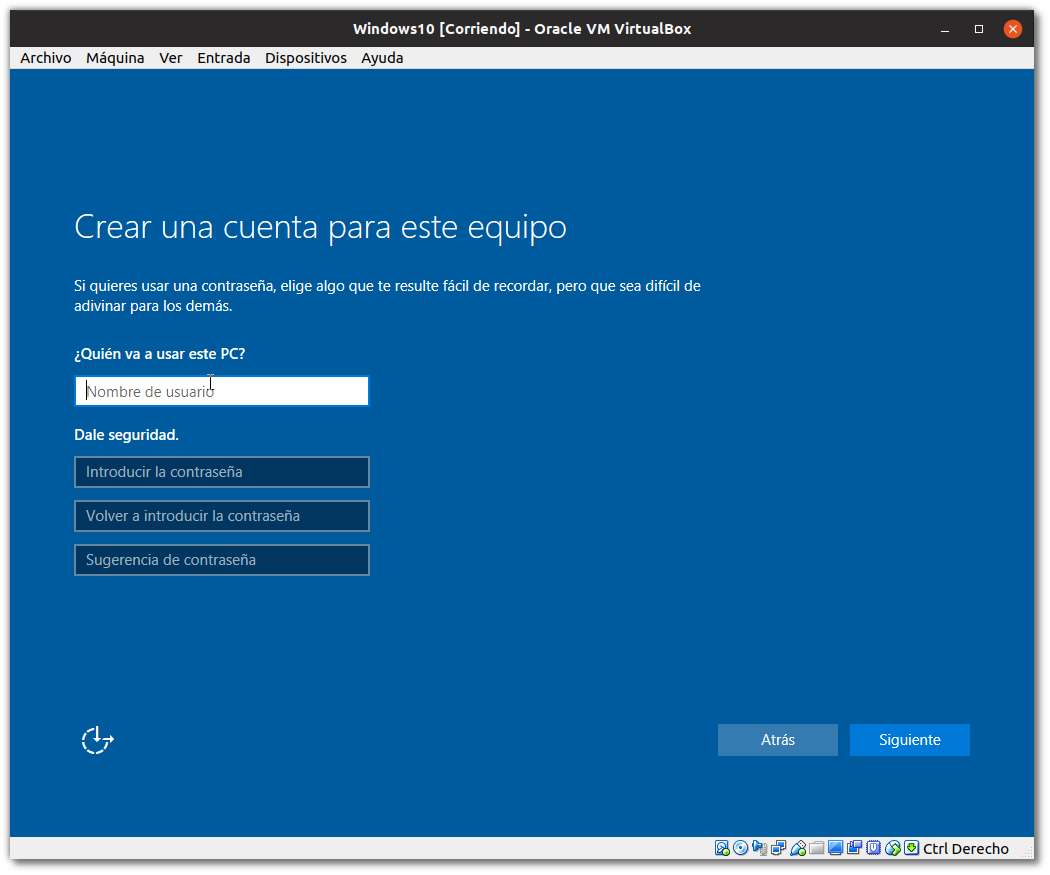 Windows10 [Corriendo] - Oracle VM VirtualBox
Archivo Máquina Ver Entrada Dispositivos Ayuda
Crear una cuenta para este equipo
Si quieres usar una contraseña, elige algo que te resulte fácil de recordar, pero que sea difícil de
adivinar para los demás.
¿Quién va a usar este PC?
Nombre de usuario
Dale seguridad.
Introducir la contraseña
Volver a introducir la contraseña
Sugerencia de contraseña
Atrás Siguiente
Ctrl Derecho